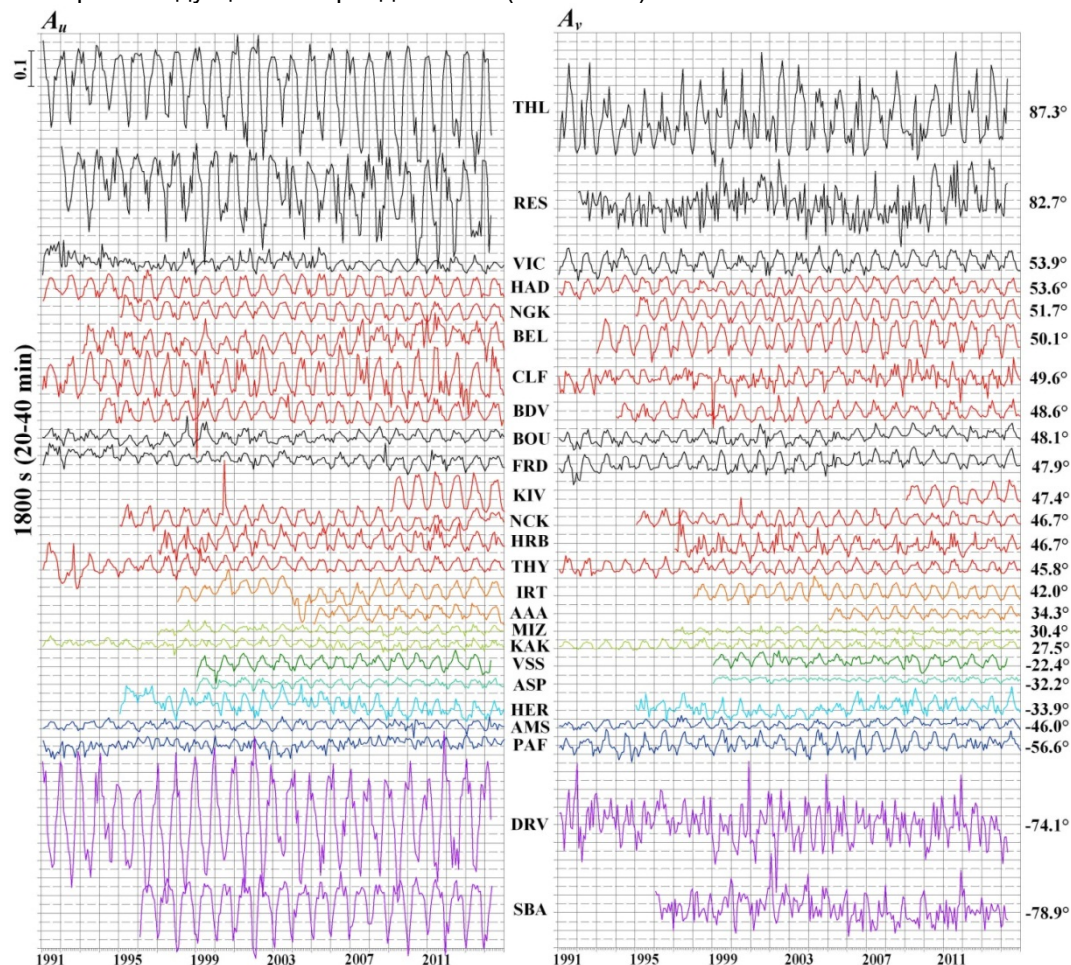 Au Av
0.1
1800 s (20-40 min)
THL 87.3°
RES 82.7°
VIC 53.9°
HAD 53.6°
NGK 51.7°
BEL 50.1°
CLF 49.6°
BDV 48.6°
BOU 48.1°
FRD 47.9°
KIV 47.4°
NCK 46.7°
HRB 46.7°
THY 45.8°
IRT 42.0°
AAA 34.3°
MIZ 30.4°
KAK 27.5°
VSS -22.4°
ASP -32.2°
HER -33.9°
AMS -46.0°
PAF -56.6°
DRV -74.1°
SBA -78.9°
1991 1995 1999 2003 2007 2011 1991 1995 1999 2003 2007 2011